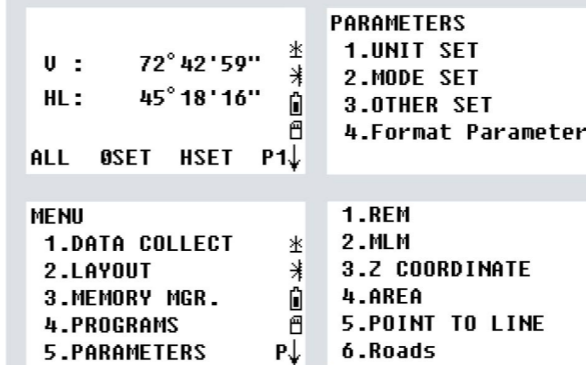 V :     72°42'59"
HL:     45°18'16"
ALL  0SET  HSET  P1↓
PARAMETERS
1.UNIT SET
2.MODE SET
3.OTHER SET
4.Format Parameter
MENU
1.DATA COLLECT
2.LAYOUT
3.MEMORY MGR.
4.PROGRAMS
5.PARAMETERS  P↓
1.REM
2.MLM
3.Z COORDINATE
4.AREA
5.POINT TO LINE
6.Roads